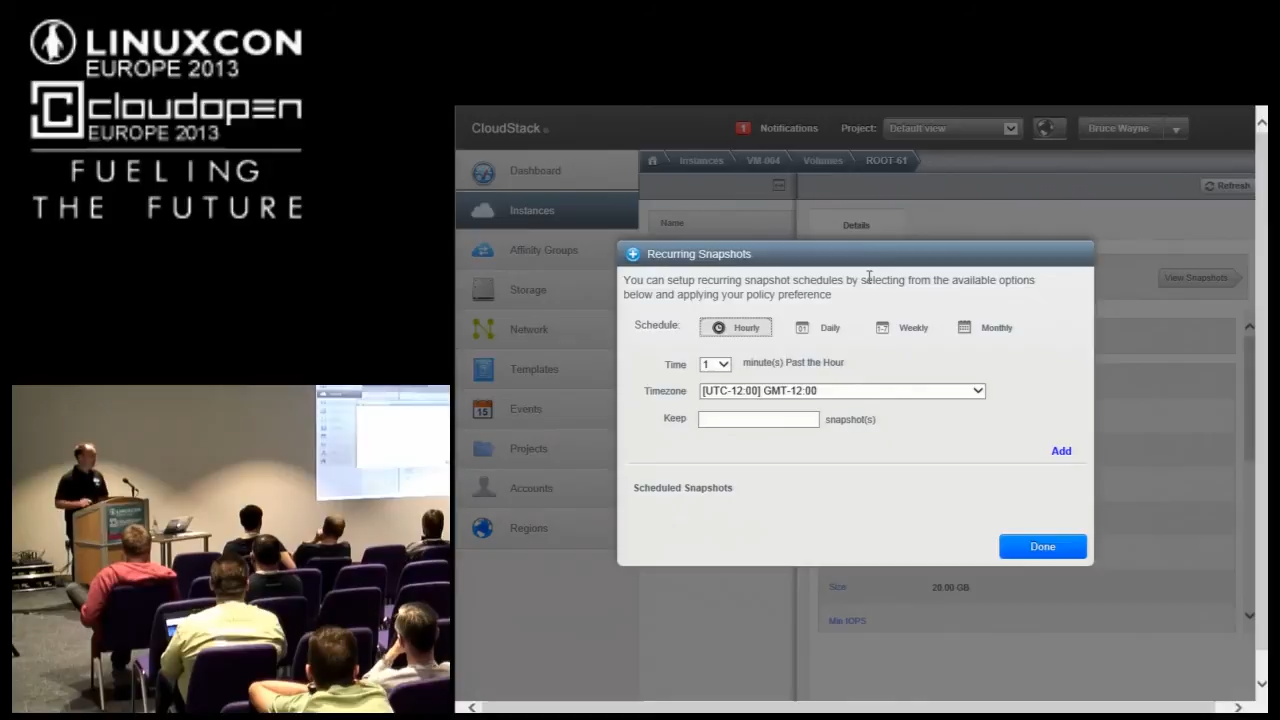 LINUXCON
EUROPE 2013
cloudopen
EUROPE 2013
FUELING
THE FUTURE
CloudStack
1 Notifications Project: Default view Bruce Wayne
Dashboard
Instances
Affinity Groups
Storage
Network
Templates
15 Events
Projects
Accounts
Regions
Instances VM-004 Volumes ROOT-61
Refresh
Name
Details
View Snapshots
Recurring Snapshots
You can setup recurring snapshot schedules by selecting from the available options
below and applying your policy preference
Schedule: Hourly 01 Daily 1-7 Weekly Monthly
Time 1 minute(s) Past the Hour
Timezone [UTC-12:00] GMT-12:00
Keep snapshot(s)
Add
Scheduled Snapshots
Done
Size 20.00 GB
Min IOPS